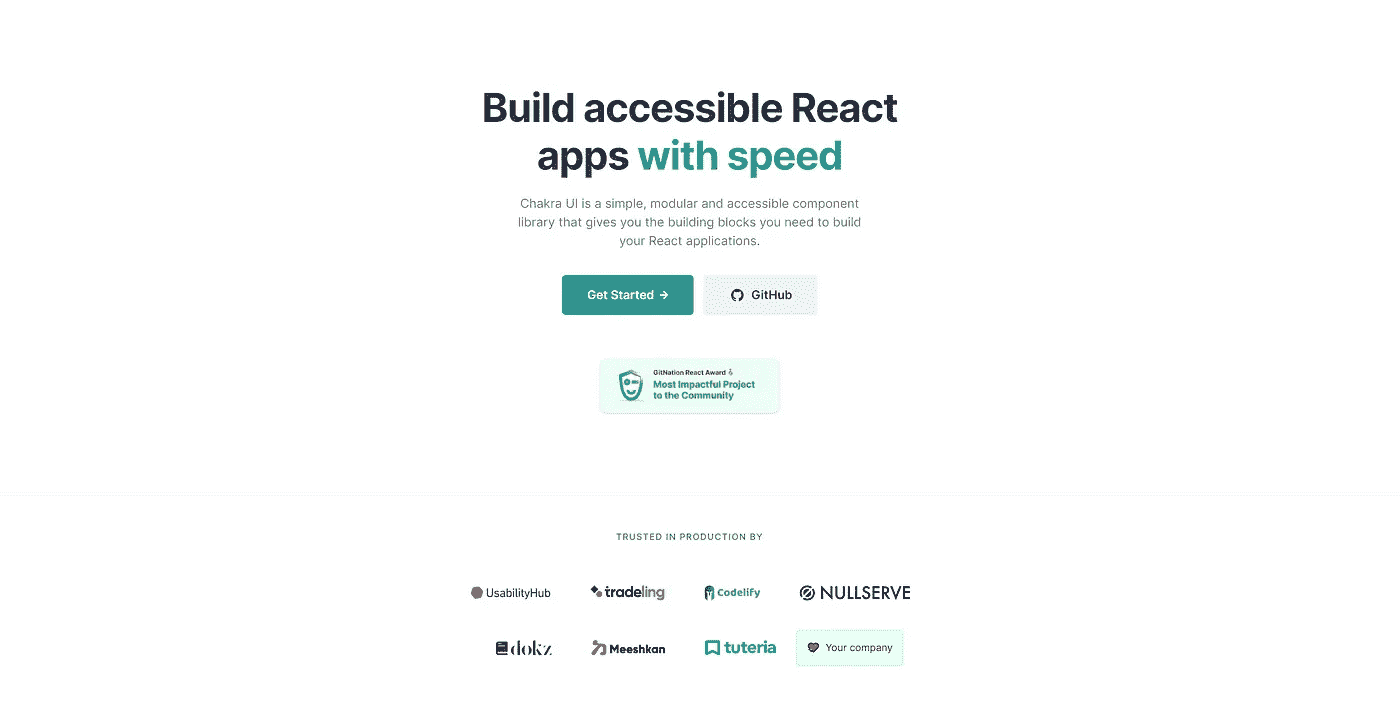 Build accessible React
apps with speed
Chakra UI is a simple, modular and accessible component
library that gives you the building blocks you need to build
your React applications.
Get Started →
GitHub
GitNation React Award
Most Impactful Project
to the Community
TRUSTED IN PRODUCTION BY
UsabilityHub
tradeling
Codelify
NULLSERVE
dokz
Meeshkan
tuteria
Your company